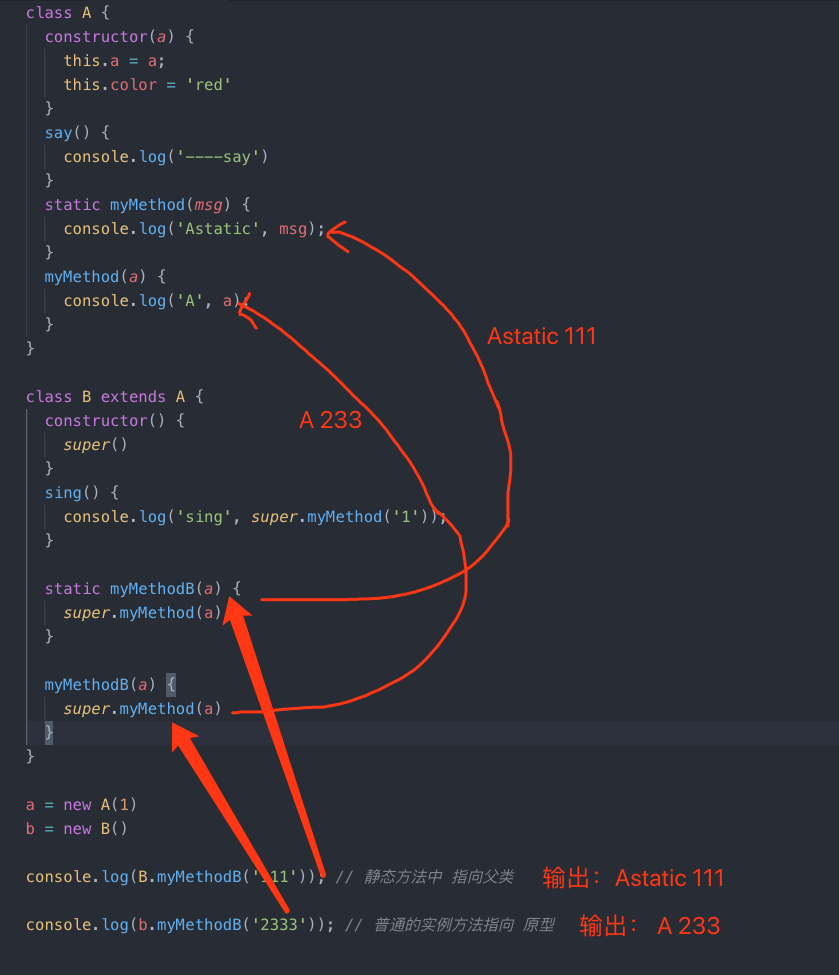 class A {
constructor(a) {
this.a = a;
this.color = 'red'
}
say() {
console.log('----say')
}
static myMethod(msg) {
console.log('Astatic', msg);
}
myMethod(a) {
console.log('A', a);
}
}
Astatic 111
class B extends A {
A 233
constructor() {
super()
}
sing() {
console.log('sing', super.myMethod('1'));
}
static myMethodB(a) {
super.myMethod(a)
}
myMethodB(a) {
super.myMethod(a)
}
}
a = new A(1)
b = new B()
console.log(B.myMethodB('111')); // 静态方法中 指向父类 输出： Astatic 111
console.log(b.myMethodB('2333')); // 普通的实例方法指向 原型 输出： A 233